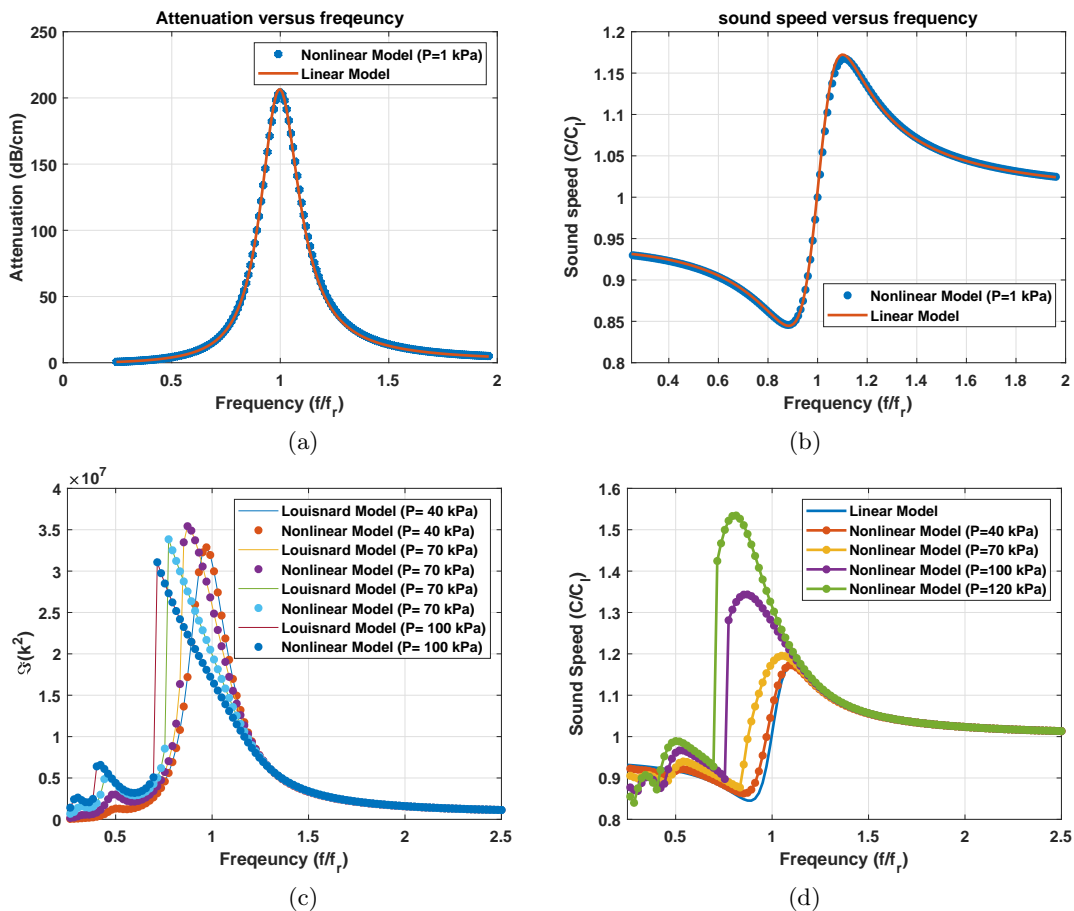 Attenuation versus freqeuncy
250
200
150
100
50
0
Attenuation (dB/cm)
Nonlinear Model (P=1 kPa)
Linear Model
0 0.5 1 1.5 2
Frequency (f/f_r)
(a)
sound speed versus frequency
1.2
1.15
1.1
1.05
1
0.95
0.9
0.85
0.8
Sound speed (C/C_l)
Nonlinear Model (P=1 kPa)
Linear Model
0.4 0.6 0.8 1 1.2 1.4 1.6 1.8 2
Frequency (f/f_r)
(b)
×10^7
4
3.5
3
2.5
2
1.5
1
0.5
0
ℑ(k^2)
Louisnard Model (P= 40 kPa)
Nonlinear Model (P= 40 kPa)
Louisnard Model (P= 70 kPa)
Nonlinear Model (P= 70 kPa)
Louisnard Model (P= 70 kPa)
Nonlinear Model (P= 70 kPa)
Louisnard Model (P= 100 kPa)
Nonlinear Model (P= 100 kPa)
0.5 1 1.5 2 2.5
Freqeuncy (f/f_r)
(c)
1.6
1.5
1.4
1.3
1.2
1.1
1
0.9
0.8
Sound Speed (C/C_l)
Linear Model
Nonlinear Model (P=40 kPa)
Nonlinear Model (P=70 kPa)
Nonlinear Model (P=100 kPa)
Nonlinear Model (P=120 kPa)
0.5 1 1.5 2 2.5
Freqeuncy (f/f_r)
(d)